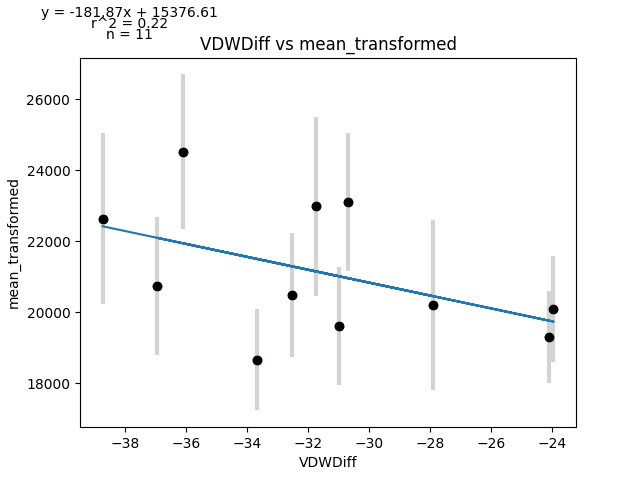 y = -181.87x + 15376.61
r^2 = 0.22
n = 11
VDWDiff vs mean_transformed
mean_transformed
26000
24000
22000
20000
18000
−38
−36
−34
−32
−30
−28
−26
−24
VDWDiff